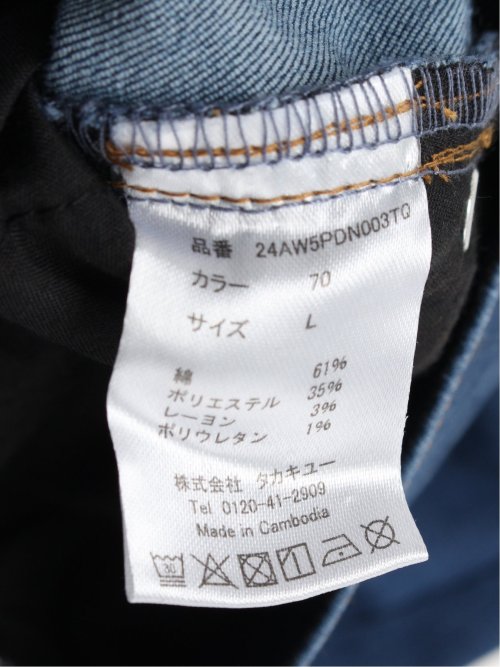 品番 24AW5PDN003TQ
カラー 70
サイズ L
綿 61%
ポリエステル 35%
レーヨン 3%
ポリウレタン 1%
株式会社 タカキュー
Tel 0120-41-2909
Made in Cambodia
30